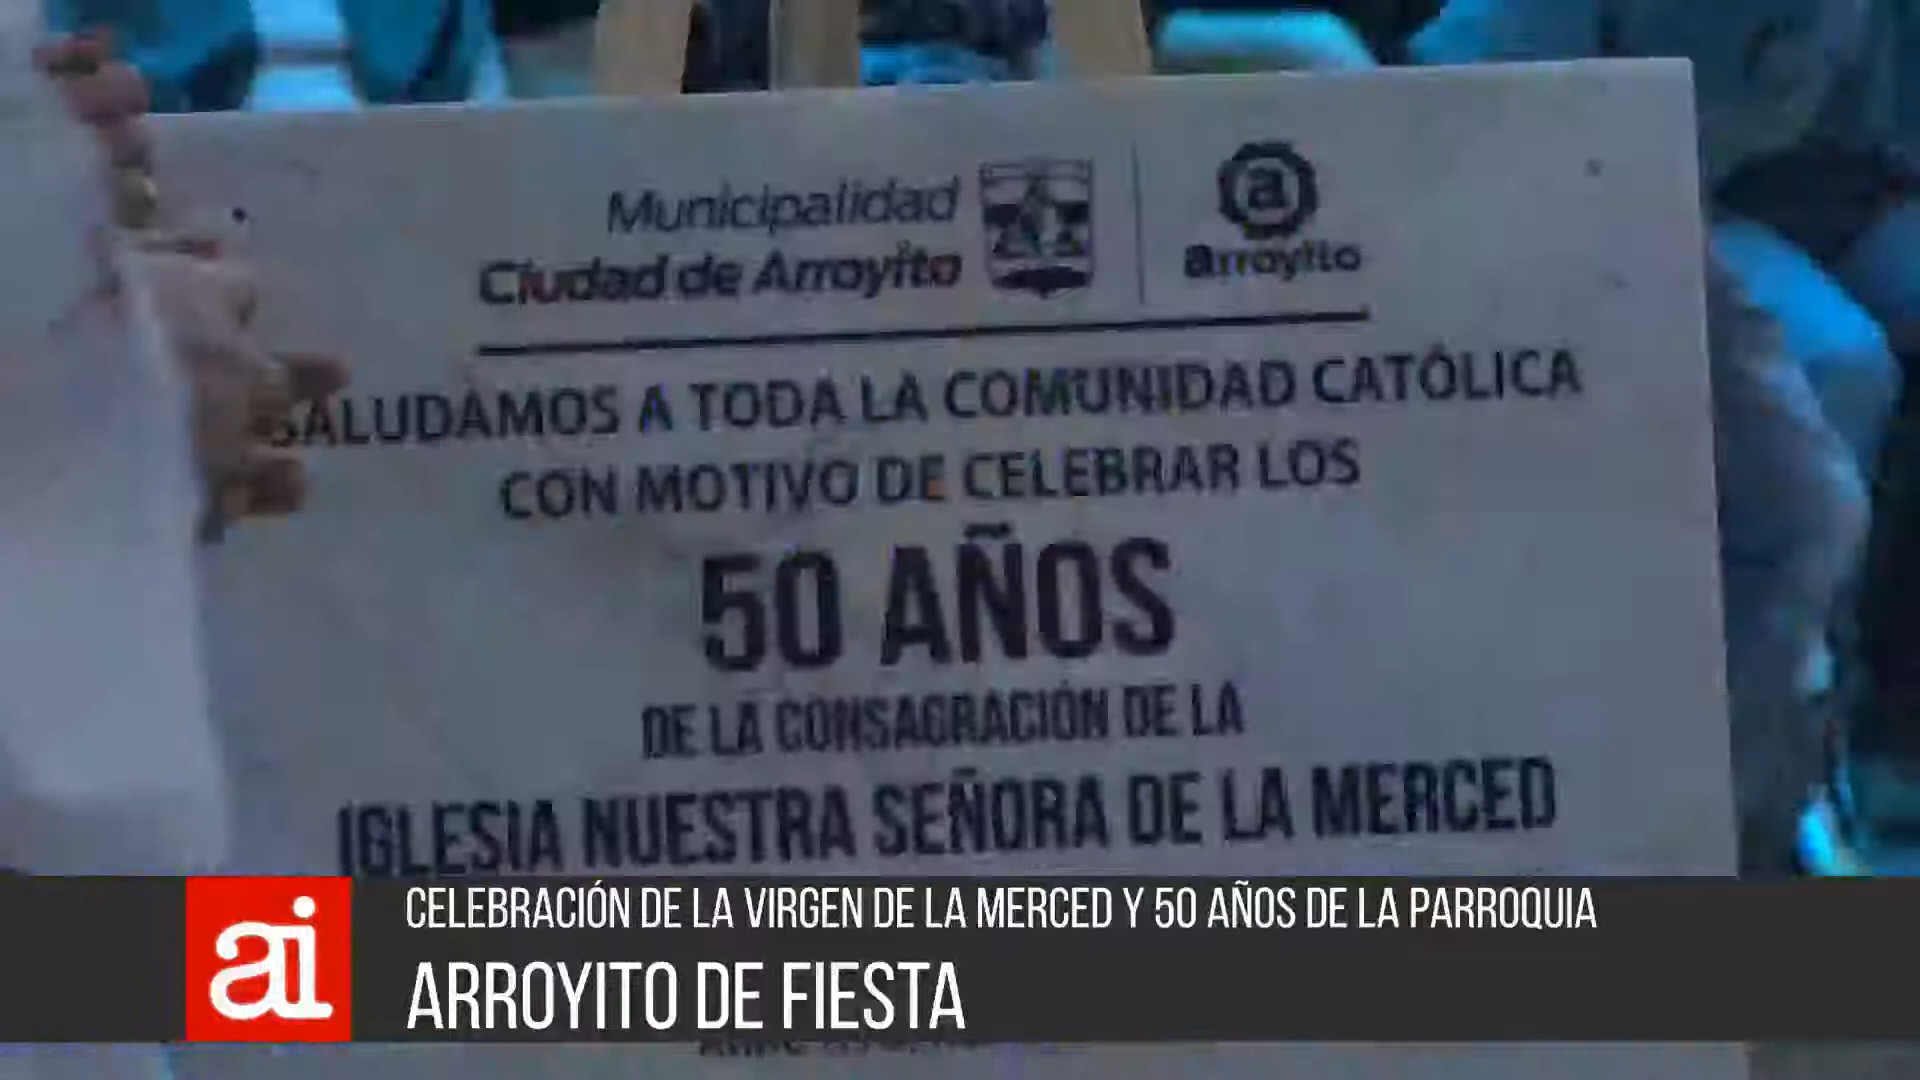 Municipalidad
Ciudad de Arroyito
a
arroyito
SALUDAMOS A TODA LA COMUNIDAD CATÓLICA
CON MOTIVO DE CELEBRAR LOS
50 AÑOS
DE LA CONSAGRACIÓN DE LA
IGLESIA NUESTRA SEÑORA DE LA MERCED
ai
CELEBRACIÓN DE LA VIRGEN DE LA MERCED Y 50 AÑOS DE LA PARROQUIA
ARROYITO DE FIESTA